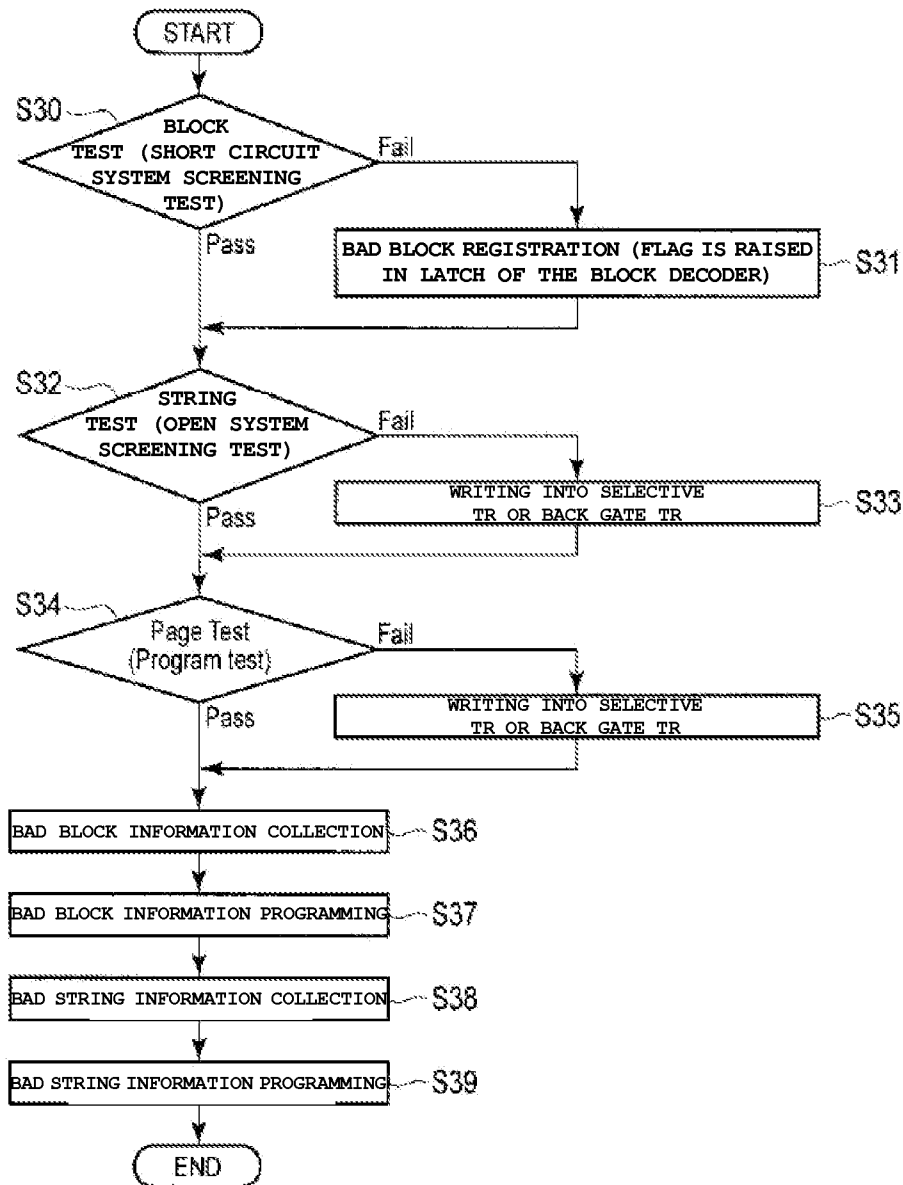 START
S30
BLOCK
TEST (SHORT CIRCUIT
SYSTEM SCREENING
TEST)
Fail
Pass
BAD BLOCK REGISTRATION (FLAG IS RAISED
IN LATCH OF THE BLOCK DECODER)
S31
S32
STRING
TEST (OPEN SYSTEM
SCREENING TEST)
Fail
Pass
WRITING INTO SELECTIVE
TR OR BACK GATE TR
S33
S34
Page Test
(Program test)
Fail
Pass
WRITING INTO SELECTIVE
TR OR BACK GATE TR
S35
BAD BLOCK INFORMATION COLLECTION
S36
BAD BLOCK INFORMATION PROGRAMMING
S37
BAD STRING INFORMATION COLLECTION
S38
BAD STRING INFORMATION PROGRAMMING
S39
END